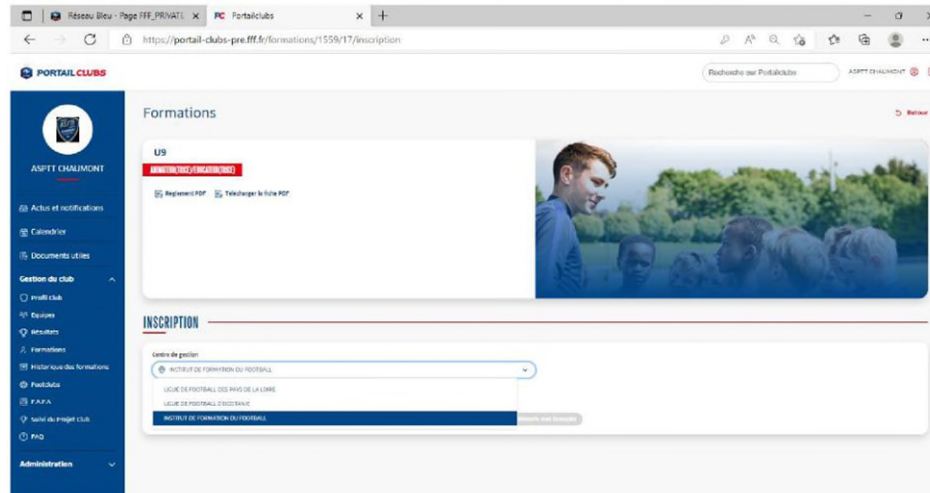 Réseau Bleu - Page FFF_PRIVATE
Portailclubs
https://portail-clubs-pre.fff.fr/formations/1559/17/inscription
PORTAIL CLUBS
Recherche sur Portailclubs
ASPTT CHAUMONT
ASPTT CHAUMONT
Actus et notifications
Calendrier
Documents utiles
Gestion du club
Profil Club
Equipes
Résultats
Formations
Historique des formations
Footclubs
F.A.F.A
Suivi du Projet Club
FAQ
Administration
Formations
Retour
U9
Règlement PDF
Télécharger la fiche PDF
INSCRIPTION
Centre de gestion
INSTITUT DE FORMATION DU FOOTBALL
LIGUE DE FOOTBALL DES PAYS DE LA LOIRE
LIGUE DE FOOTBALL D'OCCITANIE
INSTITUT DE FORMATION DU FOOTBALL